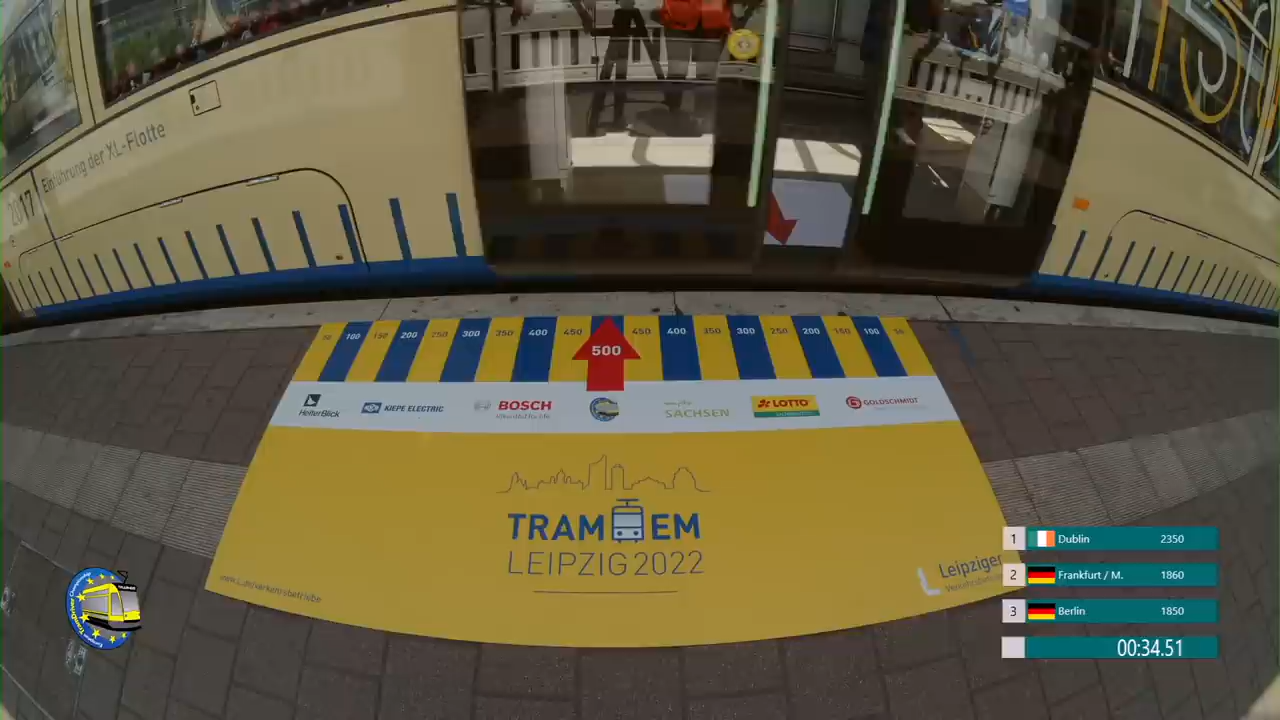 2017
Einführung der XL-Flotte
50 100 150 200 250 300 350 400 450 500 450 400 350 300 250 200 150 100 50
HeiterBlick
KIEPE ELECTRIC
BOSCH
SACHSEN
LOTTO
GOLDSCHMIDT
TRAM EM
LEIPZIG 2022
Leipziger
1 Dublin 2350
2 Frankfurt / M. 1860
3 Berlin 1850
00:34.51